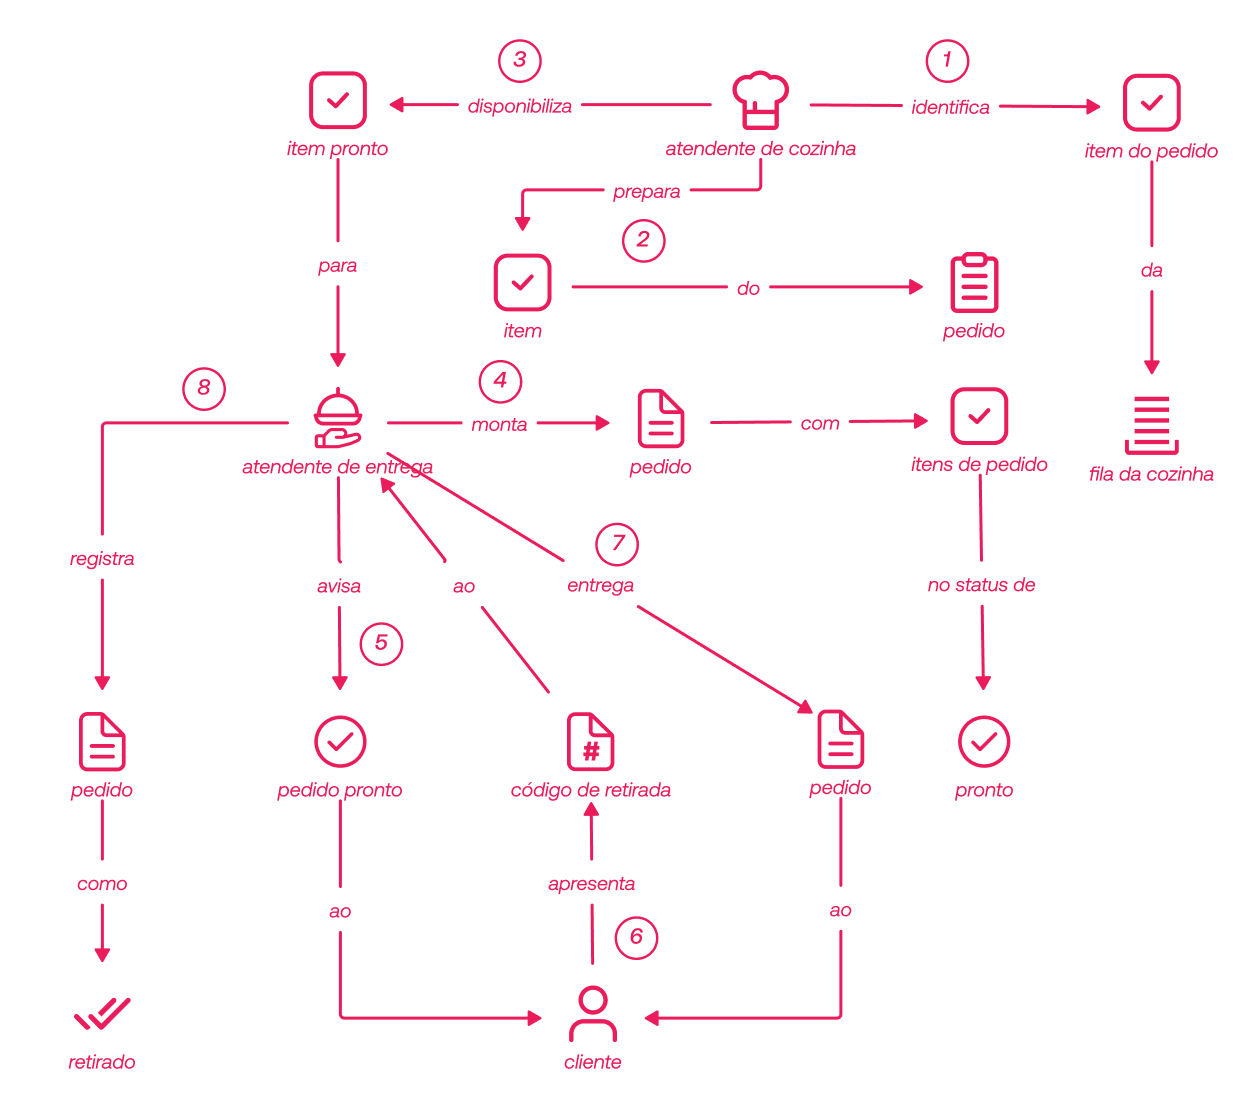 3
1
disponibiliza
identifica
item pronto
atendente de cozinha
item do pedido
prepara
2
para
da
do
item
pedido
8
4
monta
com
atendente de entrega
pedido
itens de pedido
fila da cozinha
7
registra
avisa
ao
entrega
no status de
5
pedido
pedido pronto
código de retirada
pedido
pronto
como
apresenta
ao
ao
6
retirado
cliente
#